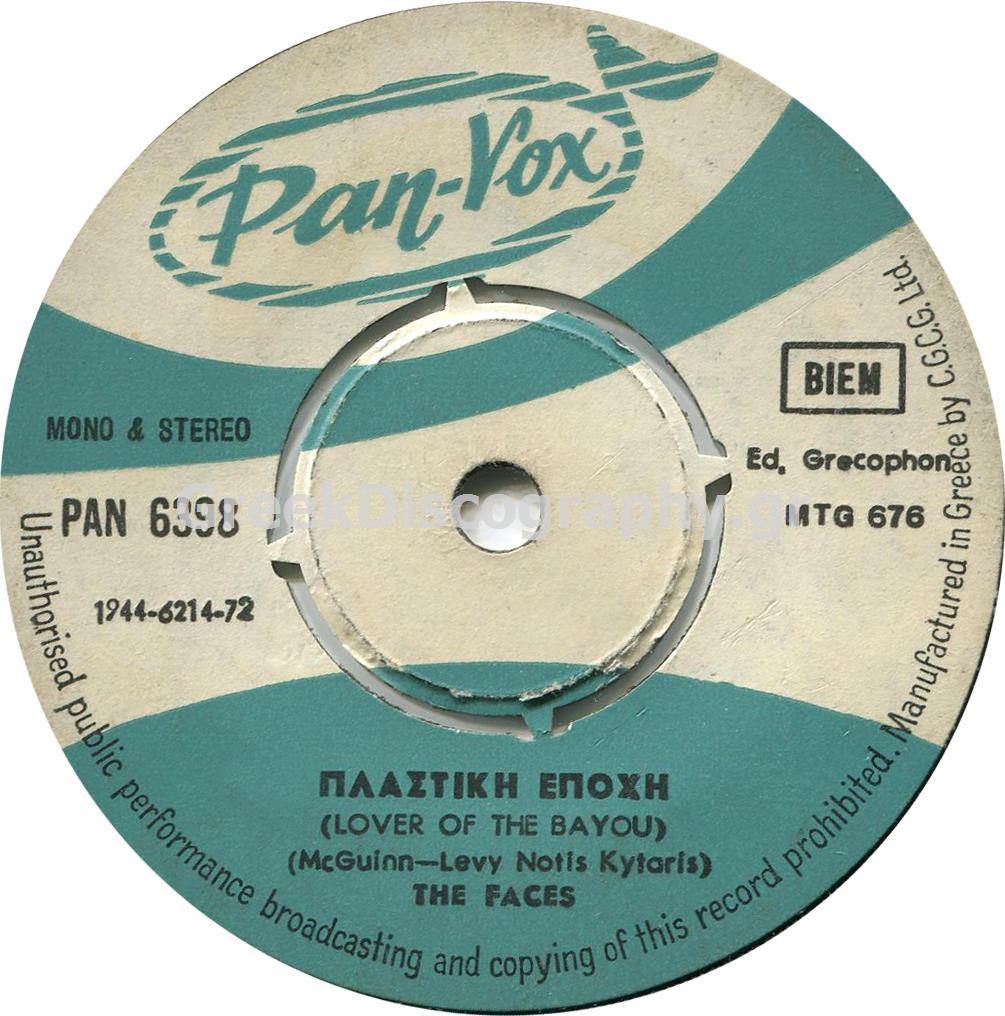 Pan-Vox
BIEM
MONO & STEREO
Ed. Grecophon
PAN 6398
MTG 676
GreekDiscography.gr
1944-6214-72
ΠΛΑΣΤΙΚΗ ΕΠΟΧΗ
(LOVER OF THE BAYOU)
(McGuinn—Levy Notis Kytaris)
THE FACES
Unauthorised public performance broadcasting and copying of this record prohibited. Manufactured in Greece by C.G.C.G. Ltd.